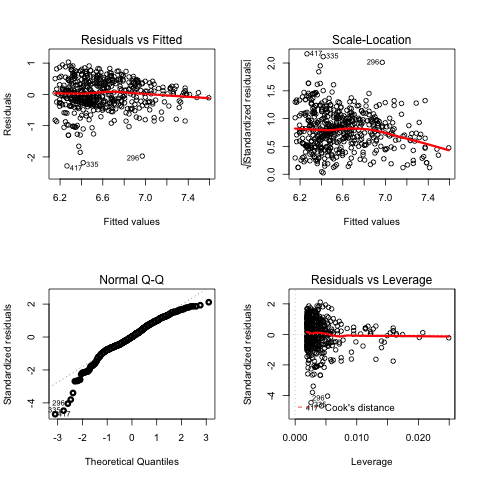 Residuals vs Fitted
Residuals
1
0
-1
-2
417
335
296
6.2 6.6 7.0 7.4
Fitted values
Scale-Location
√|Standardized residuals|
2.0
1.5
1.0
0.5
0.0
417
335
296
6.2 6.6 7.0 7.4
Fitted values
Normal Q-Q
Standardized residuals
2
0
-2
-4
296
335
417
-3 -2 -1 0 1 2 3
Theoretical Quantiles
Residuals vs Leverage
Standardized residuals
2
0
-2
-4
296
417
Cook's distance
0.000 0.010 0.020
Leverage